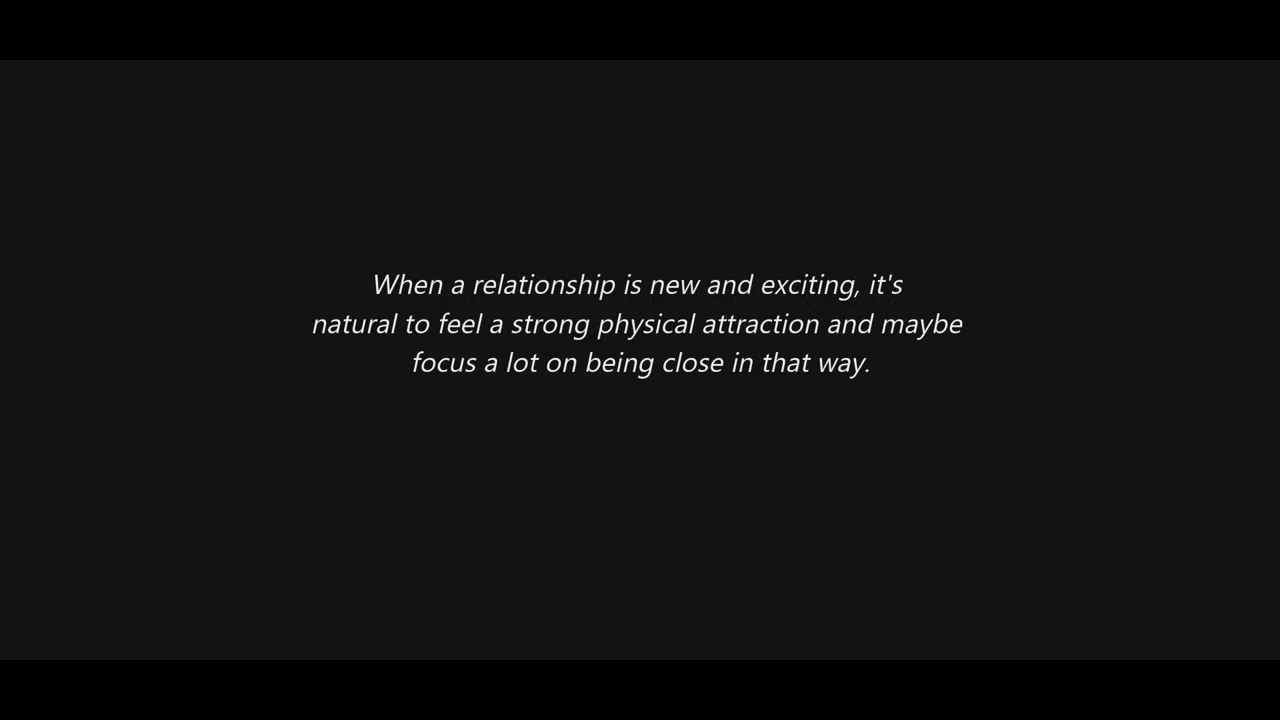 When a relationship is new and exciting, it's
natural to feel a strong physical attraction and maybe
focus a lot on being close in that way.